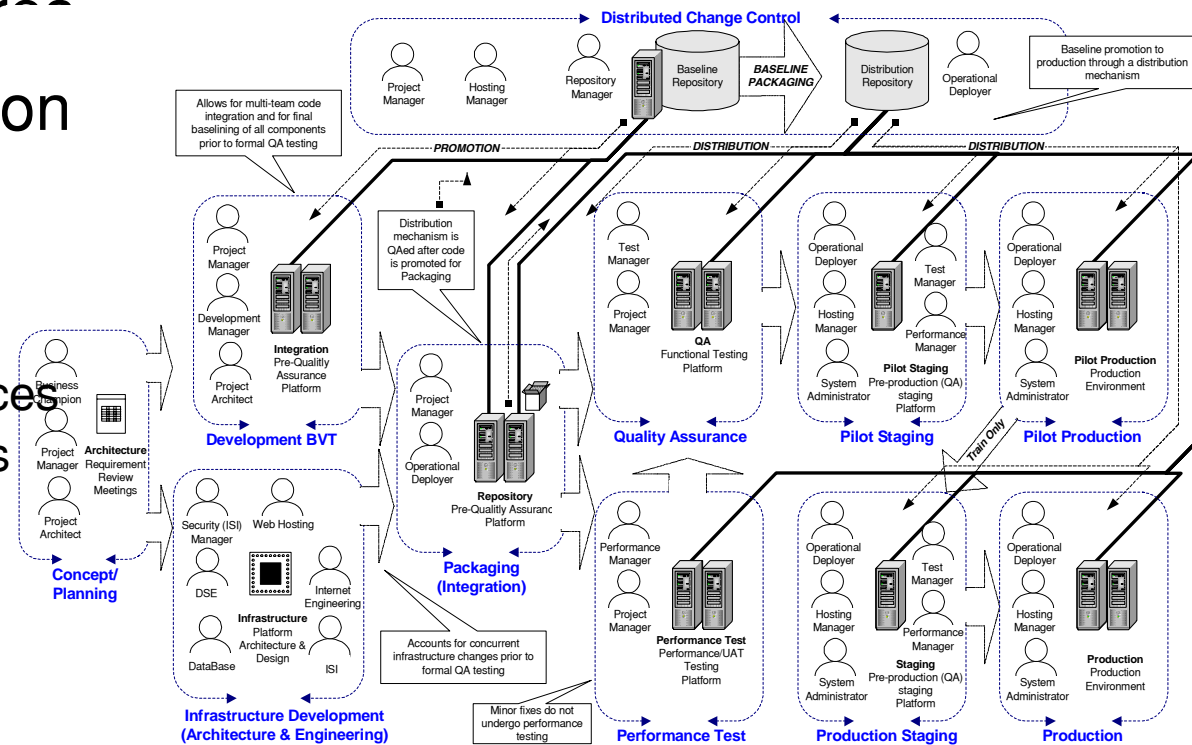 on
ces
s
Distributed Change Control
Project
Manager
Hosting
Manager
Repository
Manager
Baseline
Repository
BASELINE
PACKAGING
Distribution
Repository
Operational
Deployer
Baseline promotion to
production through a distribution
mechanism
Allows for multi-team code
integration and for final
baselining of all components
prior to formal QA testing
PROMOTION
DISTRIBUTION
DISTRIBUTION
Project
Manager
Development
Manager
Project
Architect
Integration
Pre-Qualitly
Assurance
Platform
Development BVT
Distribution
mechanism is
QAed after code
is promoted for
Packaging
Test
Manager
Project
Manager
QA
Functional Testing
Platform
Quality Assurance
Operational
Deployer
Hosting
Manager
System
Administrator
Test
Manager
Performance
Manager
Pilot Staging
Pre-production (QA)
staging
Platform
Pilot Staging
Operational
Deployer
Hosting
Manager
System
Administrator
Pilot Production
Production
Environment
Pilot Production
Business
Champion
Project
Manager
Project
Architect
Architecture
Requirement
Review
Meetings
Concept/
Planning
Project
Manager
Operational
Deployer
Repository
Pre-Qualitly Assuranc
Platform
Packaging
(Integration)
Train Only
Security (ISI)
Manager
Web Hosting
DSE
Internet
Engineering
Infrastructure
Platform
Architecture &
Design
DataBase
ISI
Infrastructure Development
(Architecture & Engineering)
Accounts for concurrent
infrastructure changes prior to
formal QA testing
Minor fixes do not
undergo performance
testing
Performance
Manager
Project
Manager
Performance Test
Performance/UAT
Testing
Platform
Performance Test
Operational
Deployer
Hosting
Manager
System
Administrator
Test
Manager
Performance
Manager
Staging
Pre-production (QA)
staging
Platform
Production Staging
Operational
Deployer
Hosting
Manager
System
Administrator
Production
Production
Environment
Production